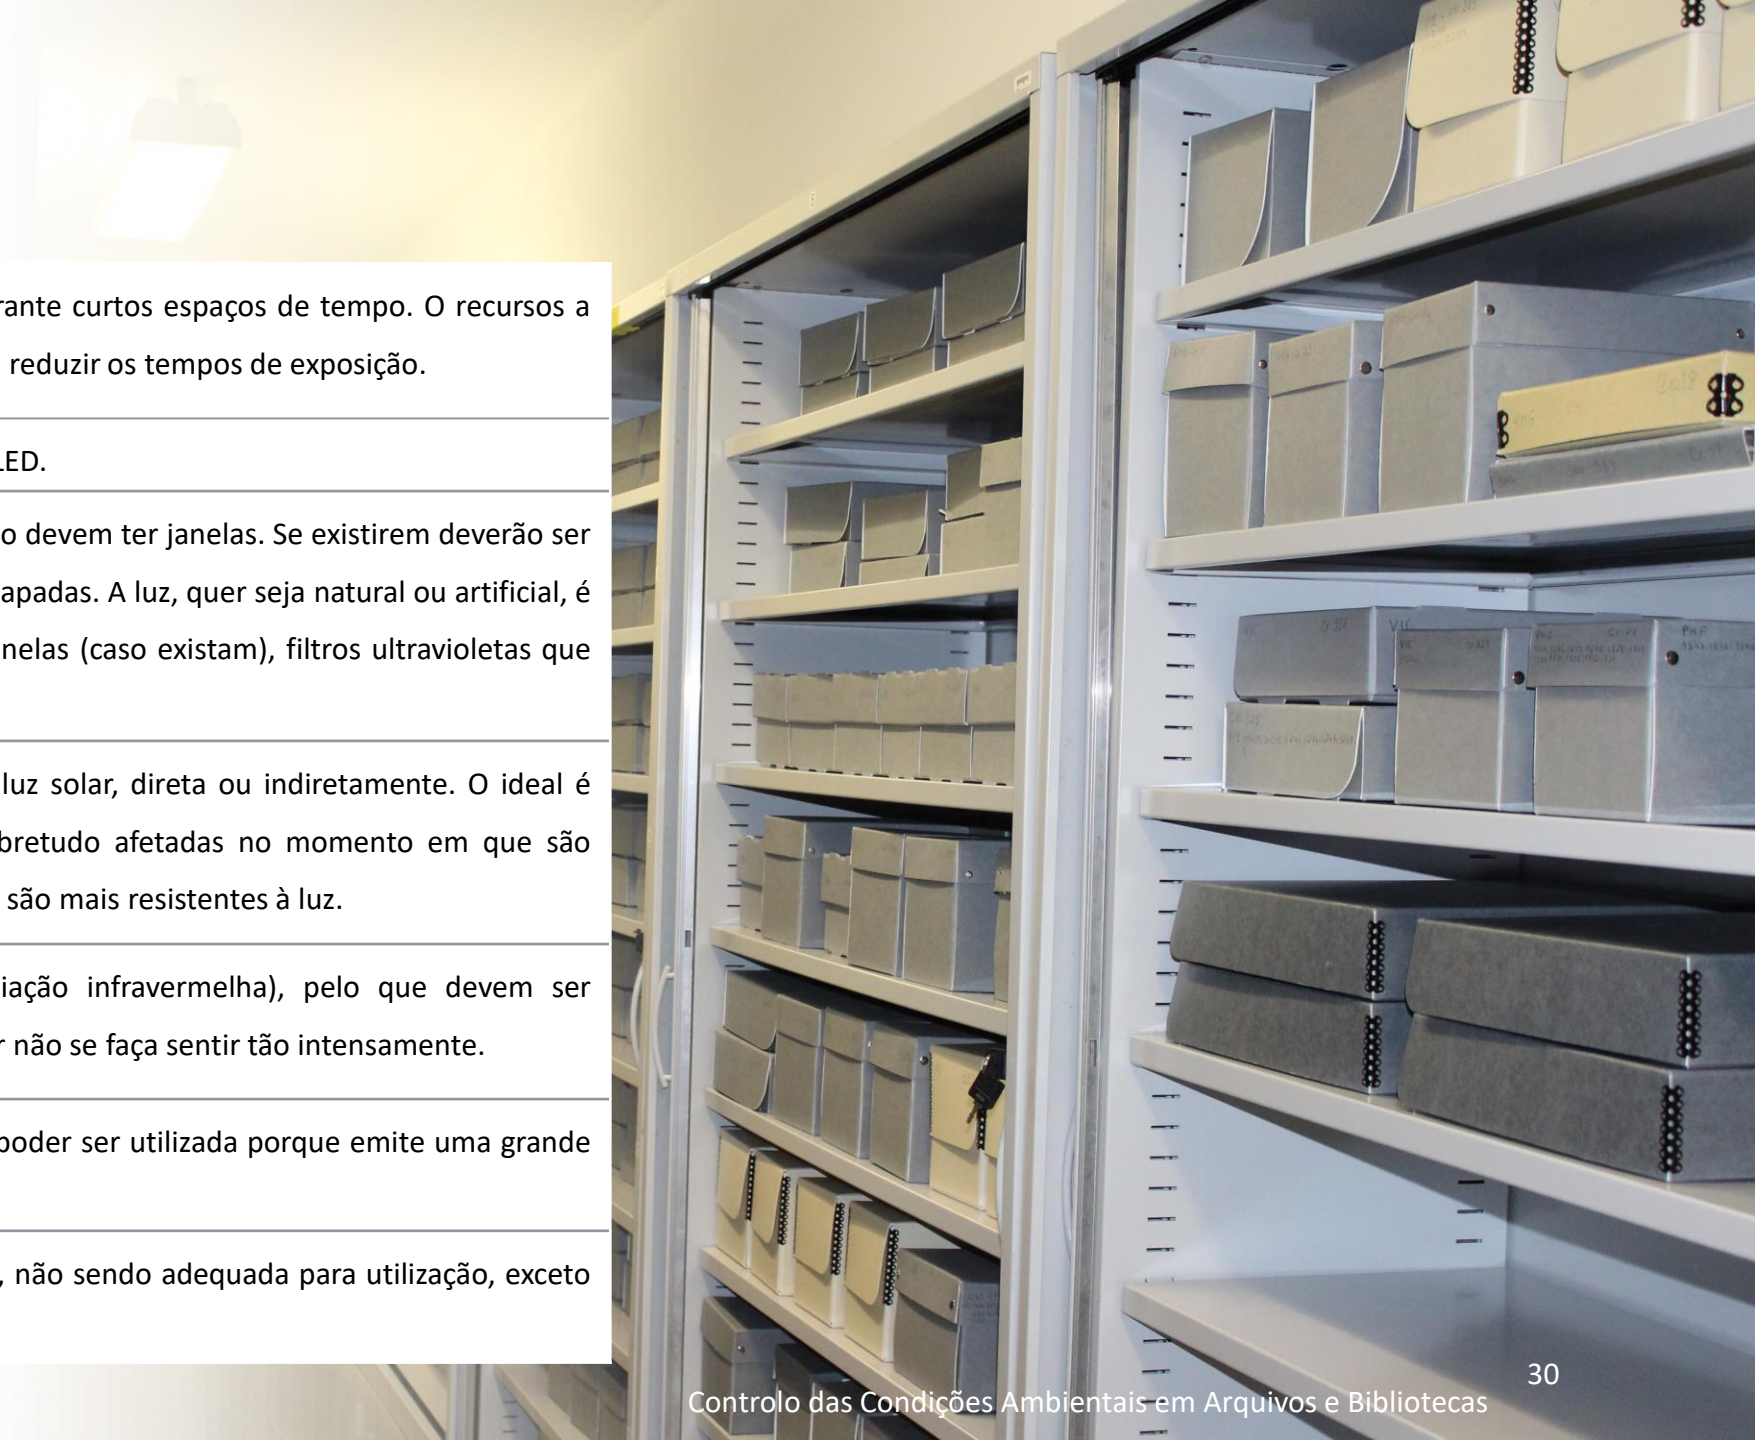 rante curtos espaços de tempo. O recursos a
reduzir os tempos de exposição.
LED.
o devem ter janelas. Se existirem deverão ser
apadas. A luz, quer seja natural ou artificial, é
nelas (caso existam), filtros ultravioletas que
luz solar, direta ou indiretamente. O ideal é
bretudo afetadas no momento em que são
são mais resistentes à luz.
iação infravermelha), pelo que devem ser
r não se faça sentir tão intensamente.
poder ser utilizada porque emite uma grande
, não sendo adequada para utilização, exceto
30
Controlo das Condições Ambientais em Arquivos e Bibliotecas